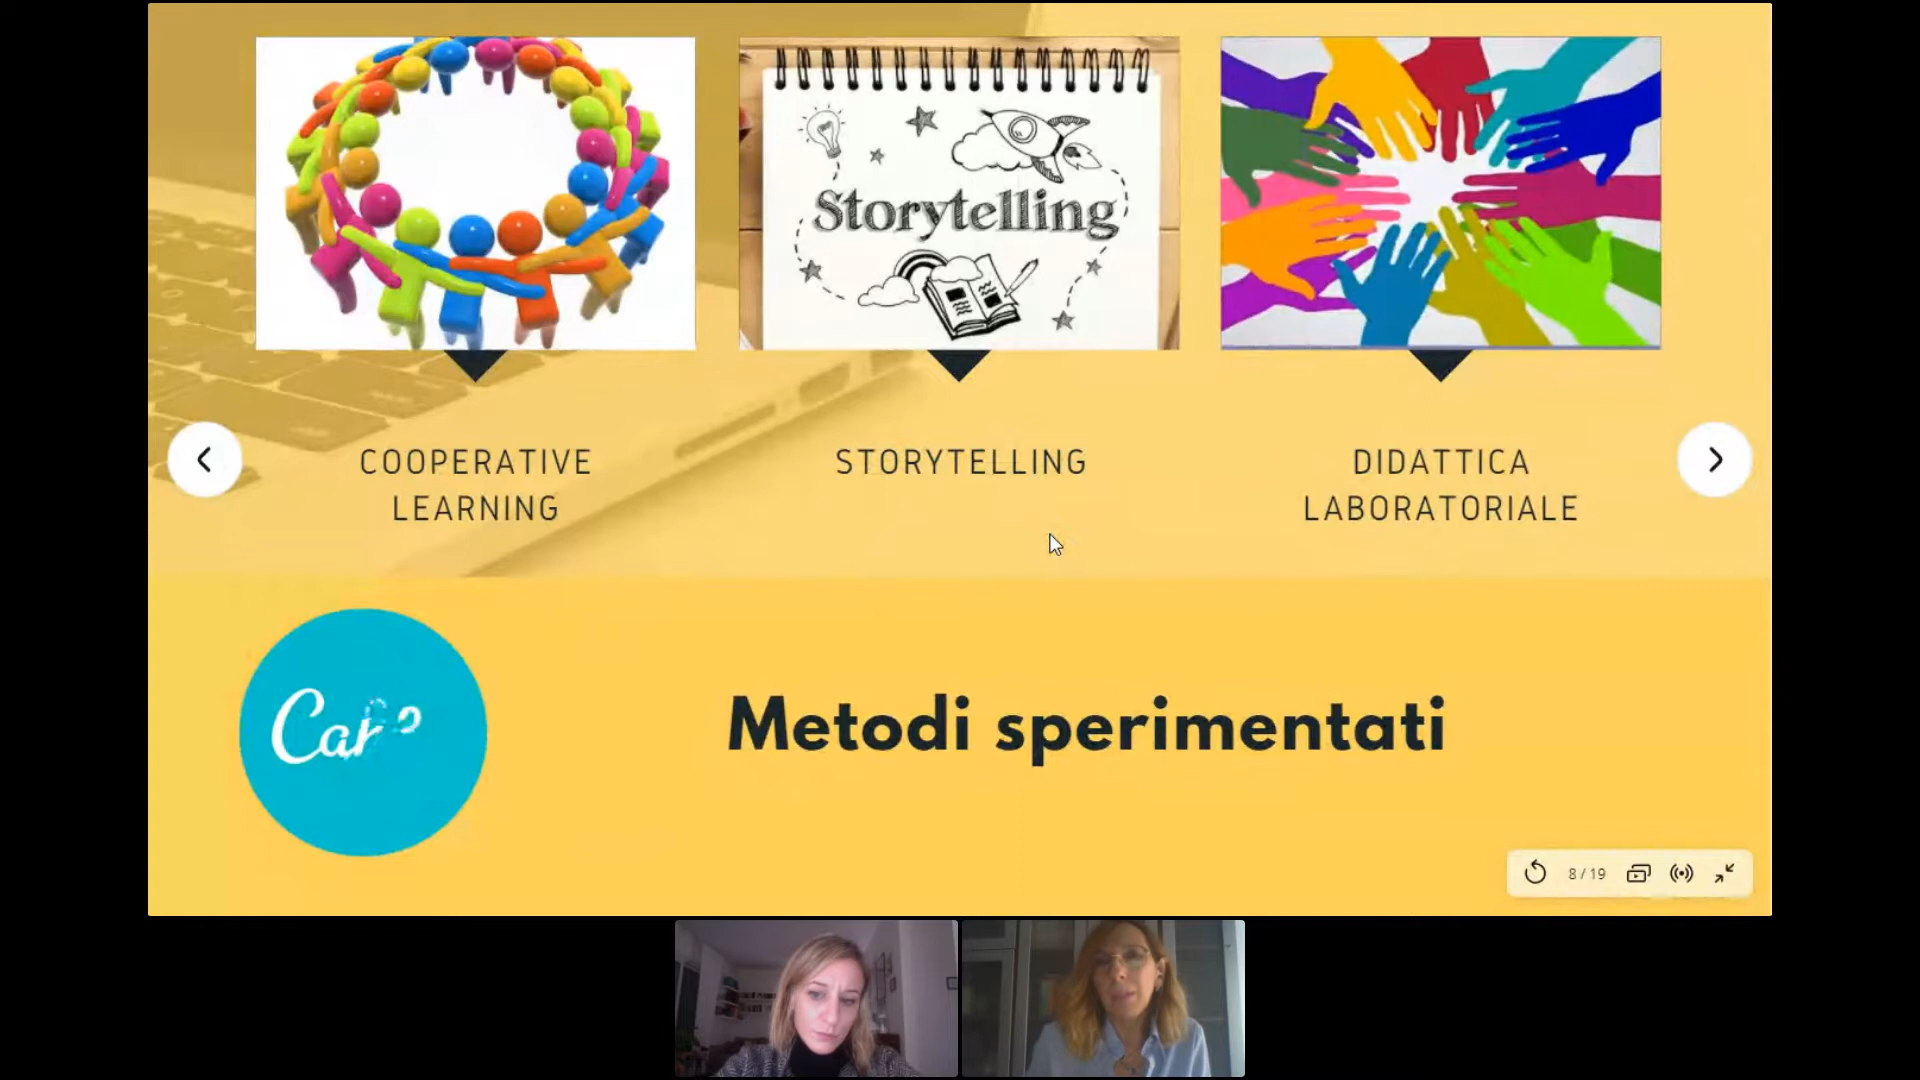 Storytelling
COOPERATIVE
LEARNING
STORYTELLING
DIDATTICA
LABORATORIALE
Metodi sperimentati
8 / 19